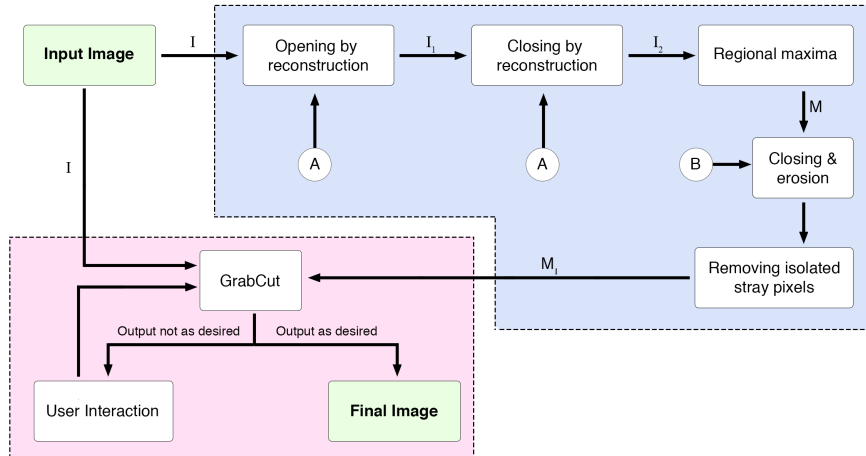 Input Image
I
Opening by
reconstruction
I₁
Closing by
reconstruction
I₂
Regional maxima
M
A
A
B
Closing &
erosion
I
Removing isolated
stray pixels
M₁
GrabCut
Output not as desired
Output as desired
User Interaction
Final Image